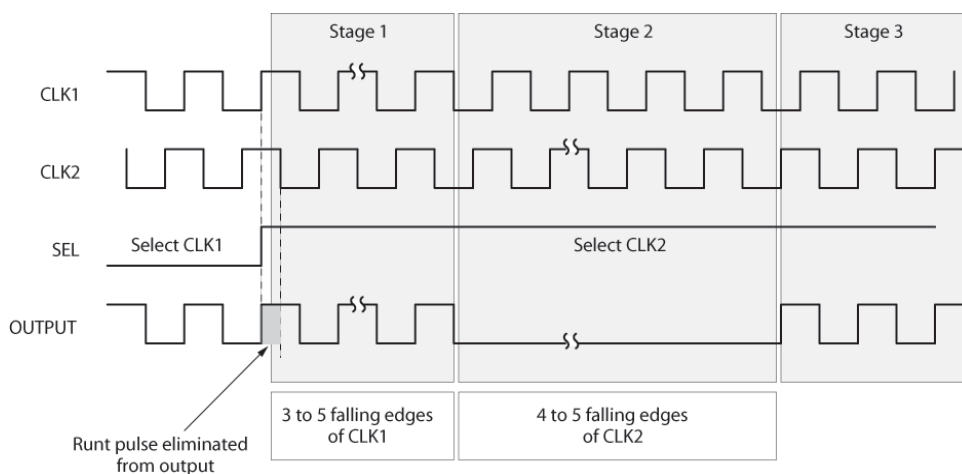 Stage 1
Stage 2
Stage 3
CLK1
CLK2
SEL
Select CLK1
Select CLK2
OUTPUT
3 to 5 falling edges
of CLK1
4 to 5 falling edges
of CLK2
Runt pulse eliminated
from output